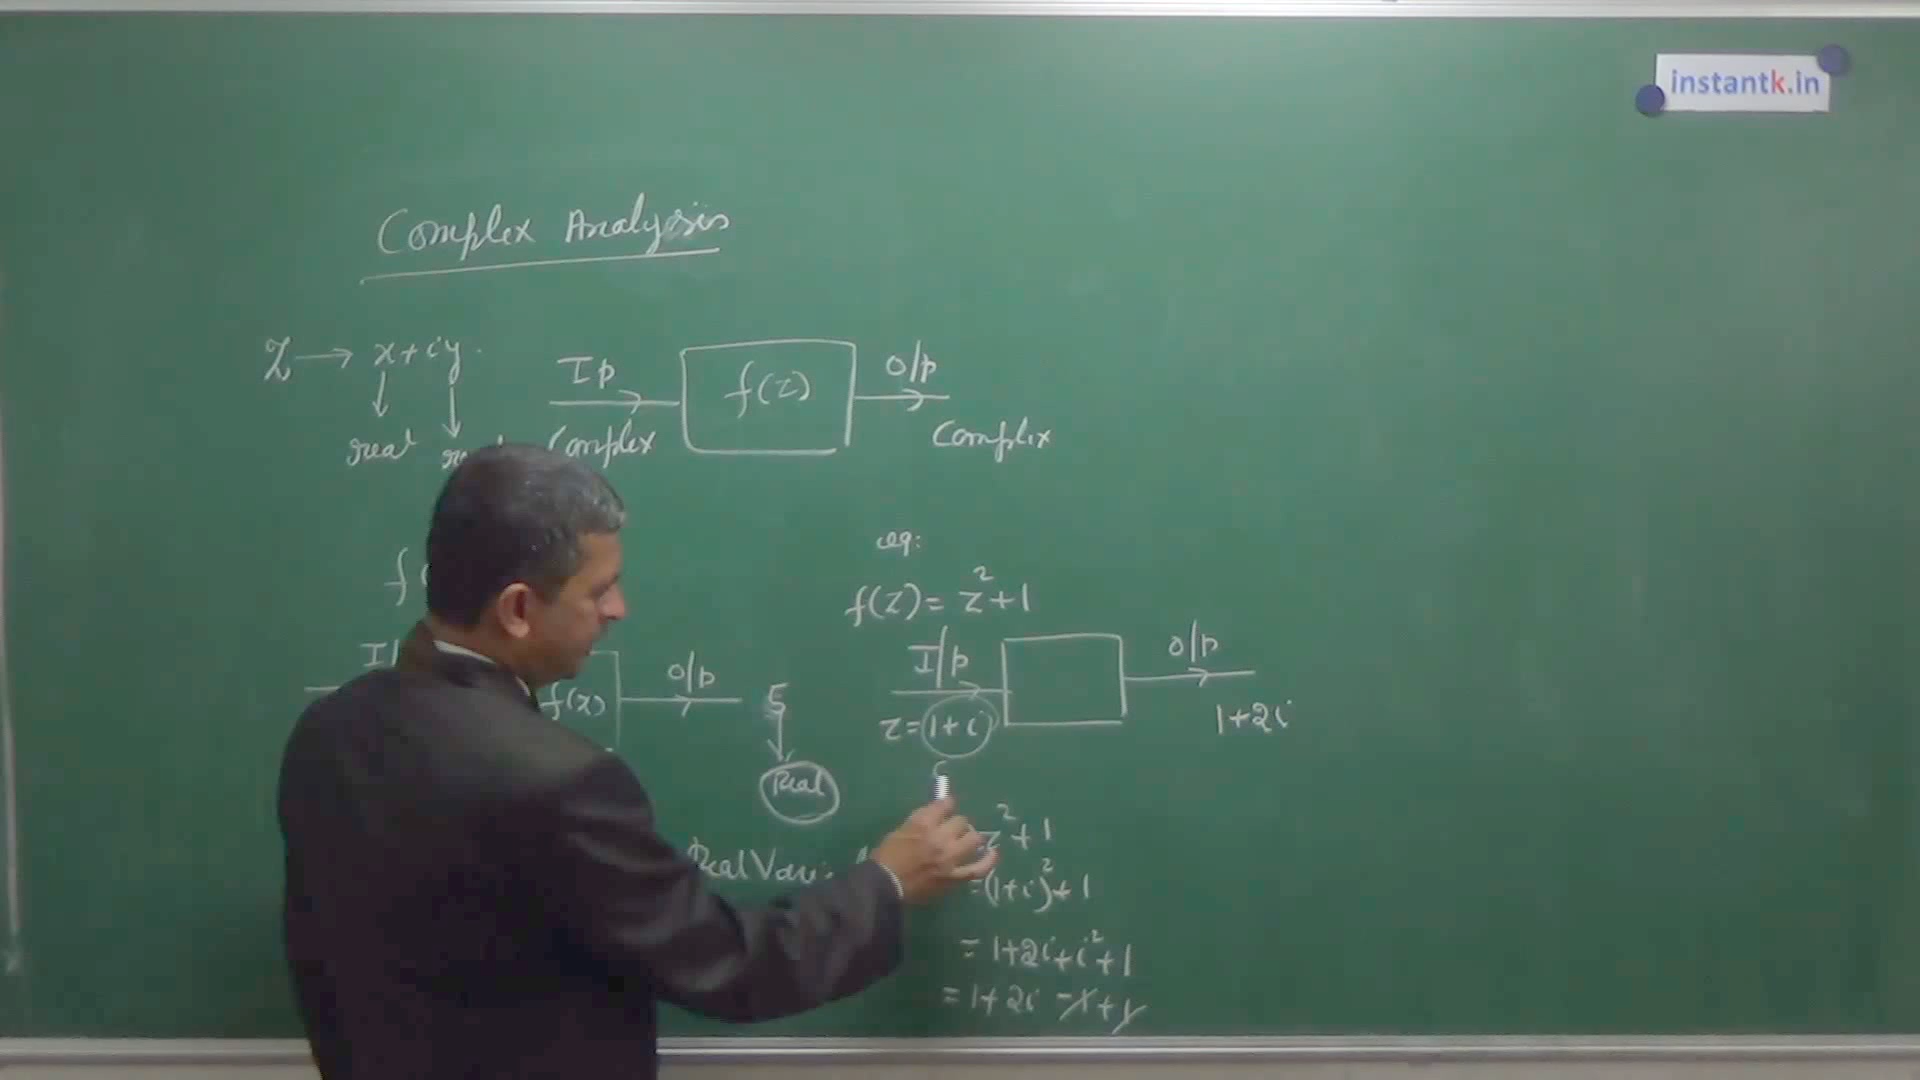 instantk.in
Complex Analysis
Z → x+iy.
real
Ip
f(z)
O/p
Complex
Complex
f(
eg:
f(z) = z²+1
I/p
O/p
z = 1+i
1+2i
f(x)
O/p
5
Real
z²+1
=(1+i)²+1
= 1+2i+i²+1
= 1+2i -1+1
Real